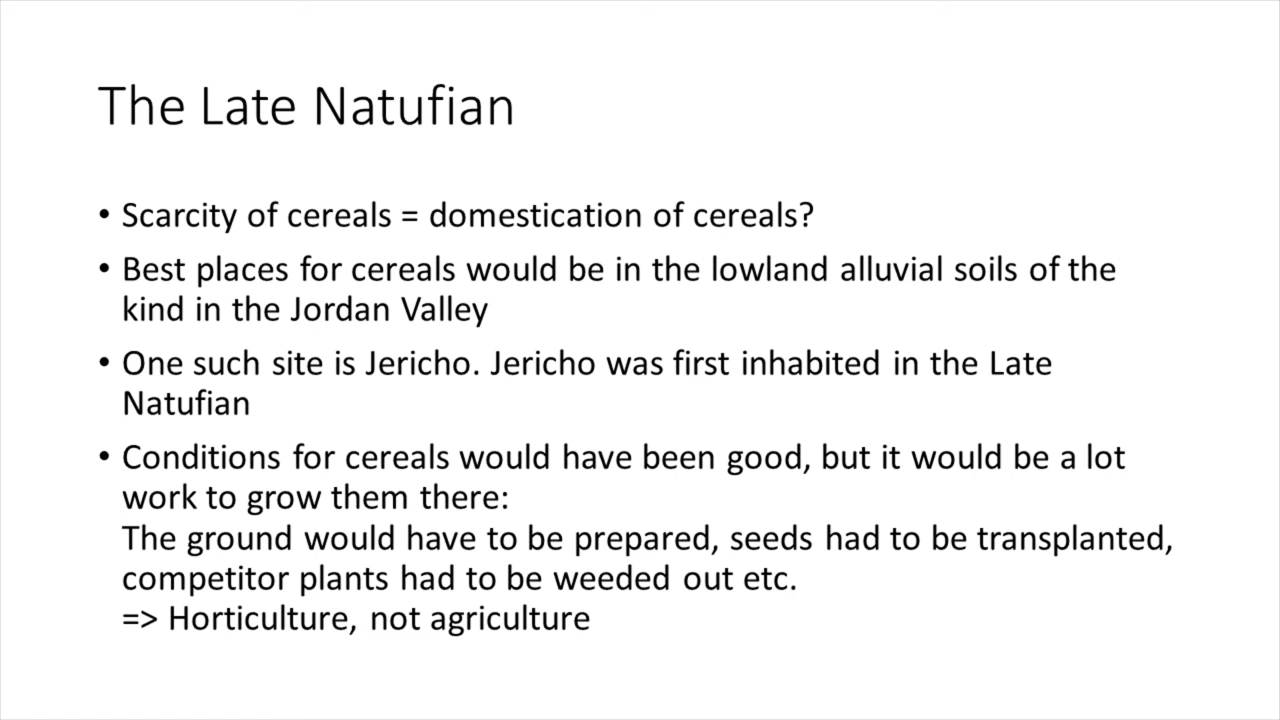 The Late Natufian
• Scarcity of cereals = domestication of cereals?
• Best places for cereals would be in the lowland alluvial soils of the
kind in the Jordan Valley
• One such site is Jericho. Jericho was first inhabited in the Late
Natufian
• Conditions for cereals would have been good, but it would be a lot
work to grow them there:
The ground would have to be prepared, seeds had to be transplanted,
competitor plants had to be weeded out etc.
=> Horticulture, not agriculture